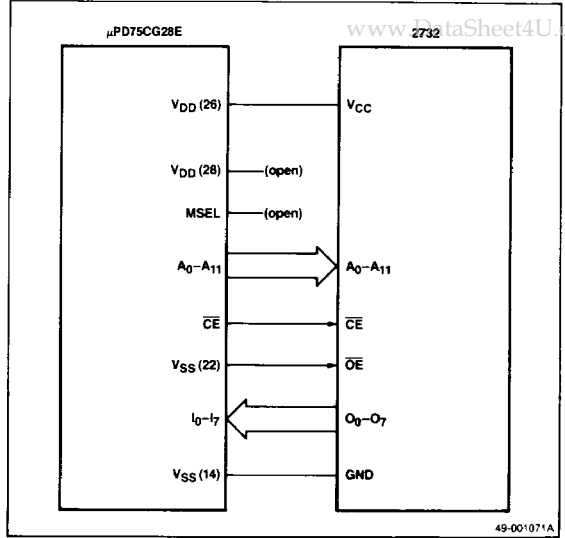 www.DataSheet4U.
μPD75CG28E 2732
VDD (26) VCC
VDD (28) (open)
MSEL (open)
A0–A11 A0–A11
CE CE
VSS (22) OE
I0–I7 O0–O7
VSS (14) GND
49-001071A